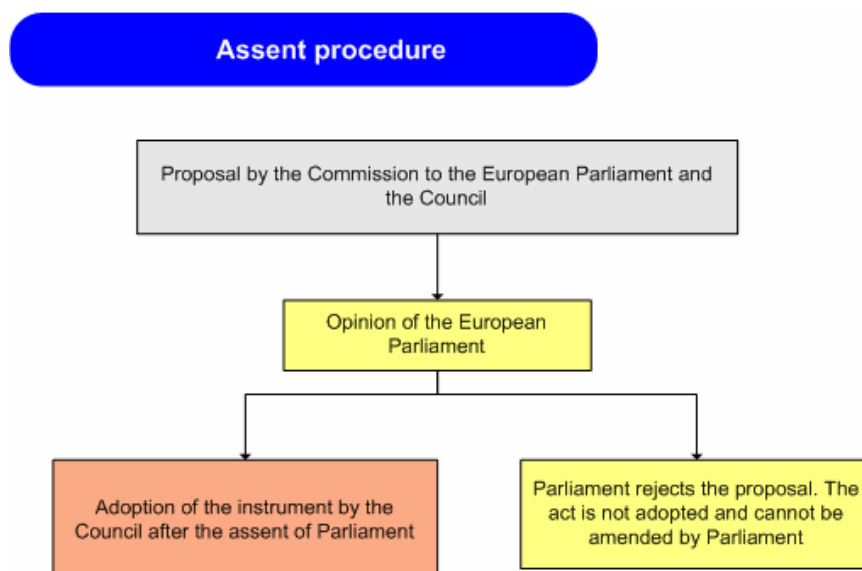 Assent procedure
Proposal by the Commission to the European Parliament and
the Council
Opinion of the European
Parliament
Adoption of the instrument by the
Council after the assent of Parliament
Parliament rejects the proposal. The
act is not adopted and cannot be
amended by Parliament